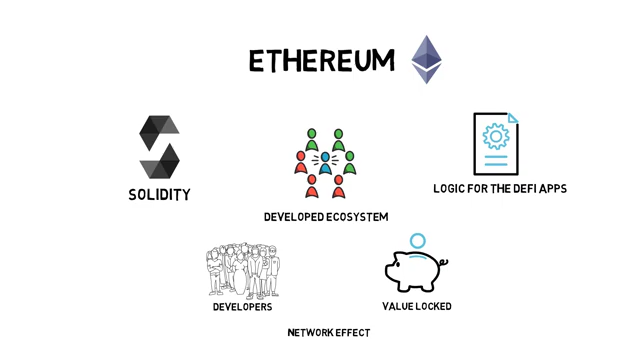 ETHEREUM
SOLIDITY
LOGIC FOR THE DEFI APPS
DEVELOPED ECOSYSTEM
DEVELOPERS
VALUE LOCKED
NETWORK EFFECT